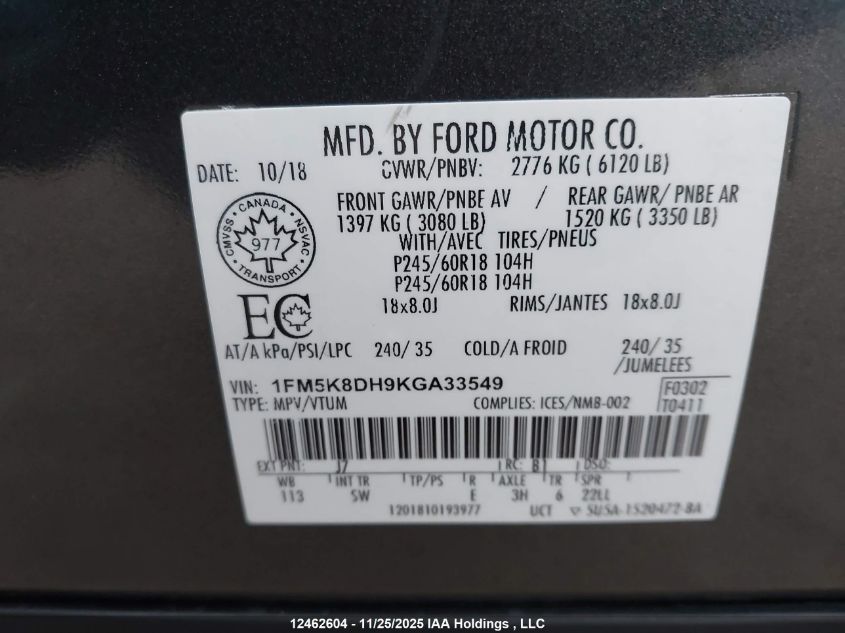 MFD. BY FORD MOTOR CO.
DATE: 10/18 GVWR/PNBV: 2776 KG ( 6120 LB)
FRONT GAWR/PNBE AV / REAR GAWR/ PNBE AR
1397 KG ( 3080 LB) 1520 KG ( 3350 LB)
WITH/AVEC TIRES/PNEUS
P245/60R18 104H
P245/60R18 104H
18x8.0J RIMS/JANTES 18x8.0J
CMVSS · CANADA · NSVAC · TRANSPORT ·
977
EC
AT/A kPa/PSI/LPC 240/ 35 COLD/A FROID 240/ 35
/JUMELEES
VIN: 1FM5K8DH9KGA33549 F0302
TYPE: MPV/VTUM COMPLIES: ICES/NMB-002 T0411
EXT PNT: J7 RC: B1 DSO:
WB INT TR TP/PS R AXLE TR SPR
113 SW E 3H 6 22LL
1201810193977 UCT 5U5A-1520472-BA
12462604 - 11/25/2025 IAA Holdings , LLC